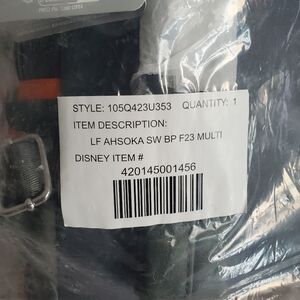 STYLE: 105Q423U353 QUANTITY: 1
ITEM DESCRIPTION:
LF AHSOKA SW BP F23 MULTI
DISNEY ITEM #
420145001456